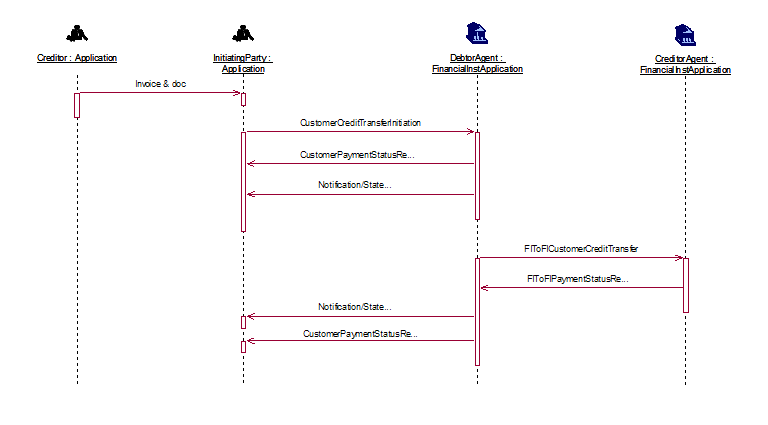 Creditor : Application
InitiatingParty :
Application
DebtorAgent :
FinancialInstApplication
CreditorAgent :
FinancialInstApplication
Invoice & doc
CustomerCreditTransferInitiation
CustomerPaymentStatusRe...
Notification/State...
FIToFICustomerCreditTransfer
FIToFIPaymentStatusRe...
Notification/State...
CustomerPaymentStatusRe...